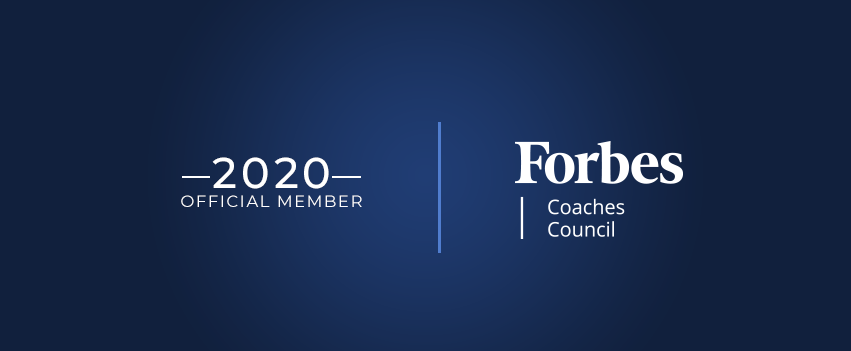 2020
OFFICIAL MEMBER
Forbes
Coaches
Council